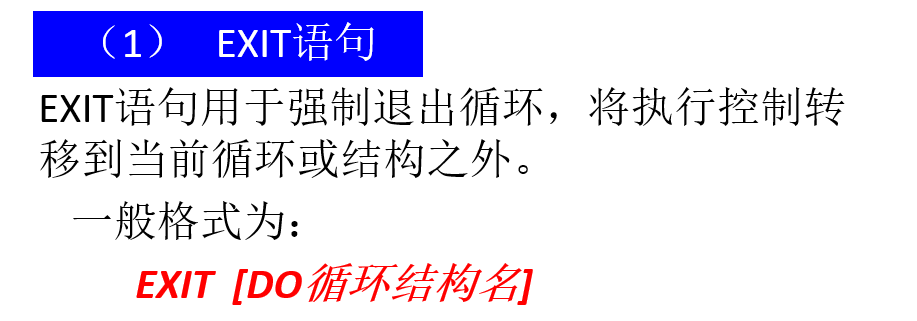 （1） EXIT语句
EXIT语句用于强制退出循环，将执行控制转
移到当前循环或结构之外。
一般格式为：
EXIT [DO循环结构名]